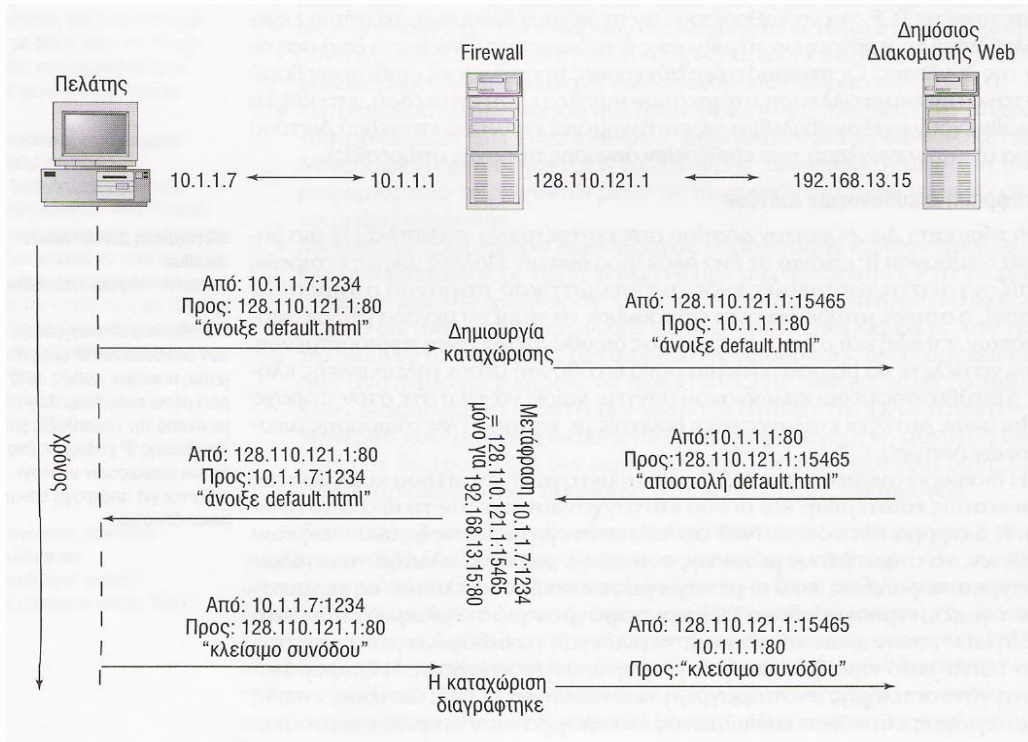 Πελάτης
Firewall
Δημόσιος
Διακομιστής Web
10.1.1.7
10.1.1.1
128.110.121.1
192.168.13.15
Από: 10.1.1.7:1234
Προς: 128.110.121.1:80
“άνοιξε default.html”
Δημιουργία
καταχώρισης
Από: 128.110.121.1:15465
Προς: 10.1.1.1:80
“άνοιξε default.html”
Χρόνος
Από: 128.110.121.1:80
Προς:10.1.1.7:1234
“άνοιξε default.html”
Μετάφραση 10.1.1.7:1234
= 128.110.121.1:15465
μόνο για 192.168.13.15:80
Από:10.1.1.1:80
Προς:128.110.121.1:15465
“αποστολή default.html”
Από: 10.1.1.7:1234
Προς: 128.110.121.1:80
“κλείσιμο συνόδου”
Η καταχώριση
διαγράφτηκε
Από: 128.110.121.1:15465
10.1.1.1:80
Προς: “κλείσιμο συνόδου”